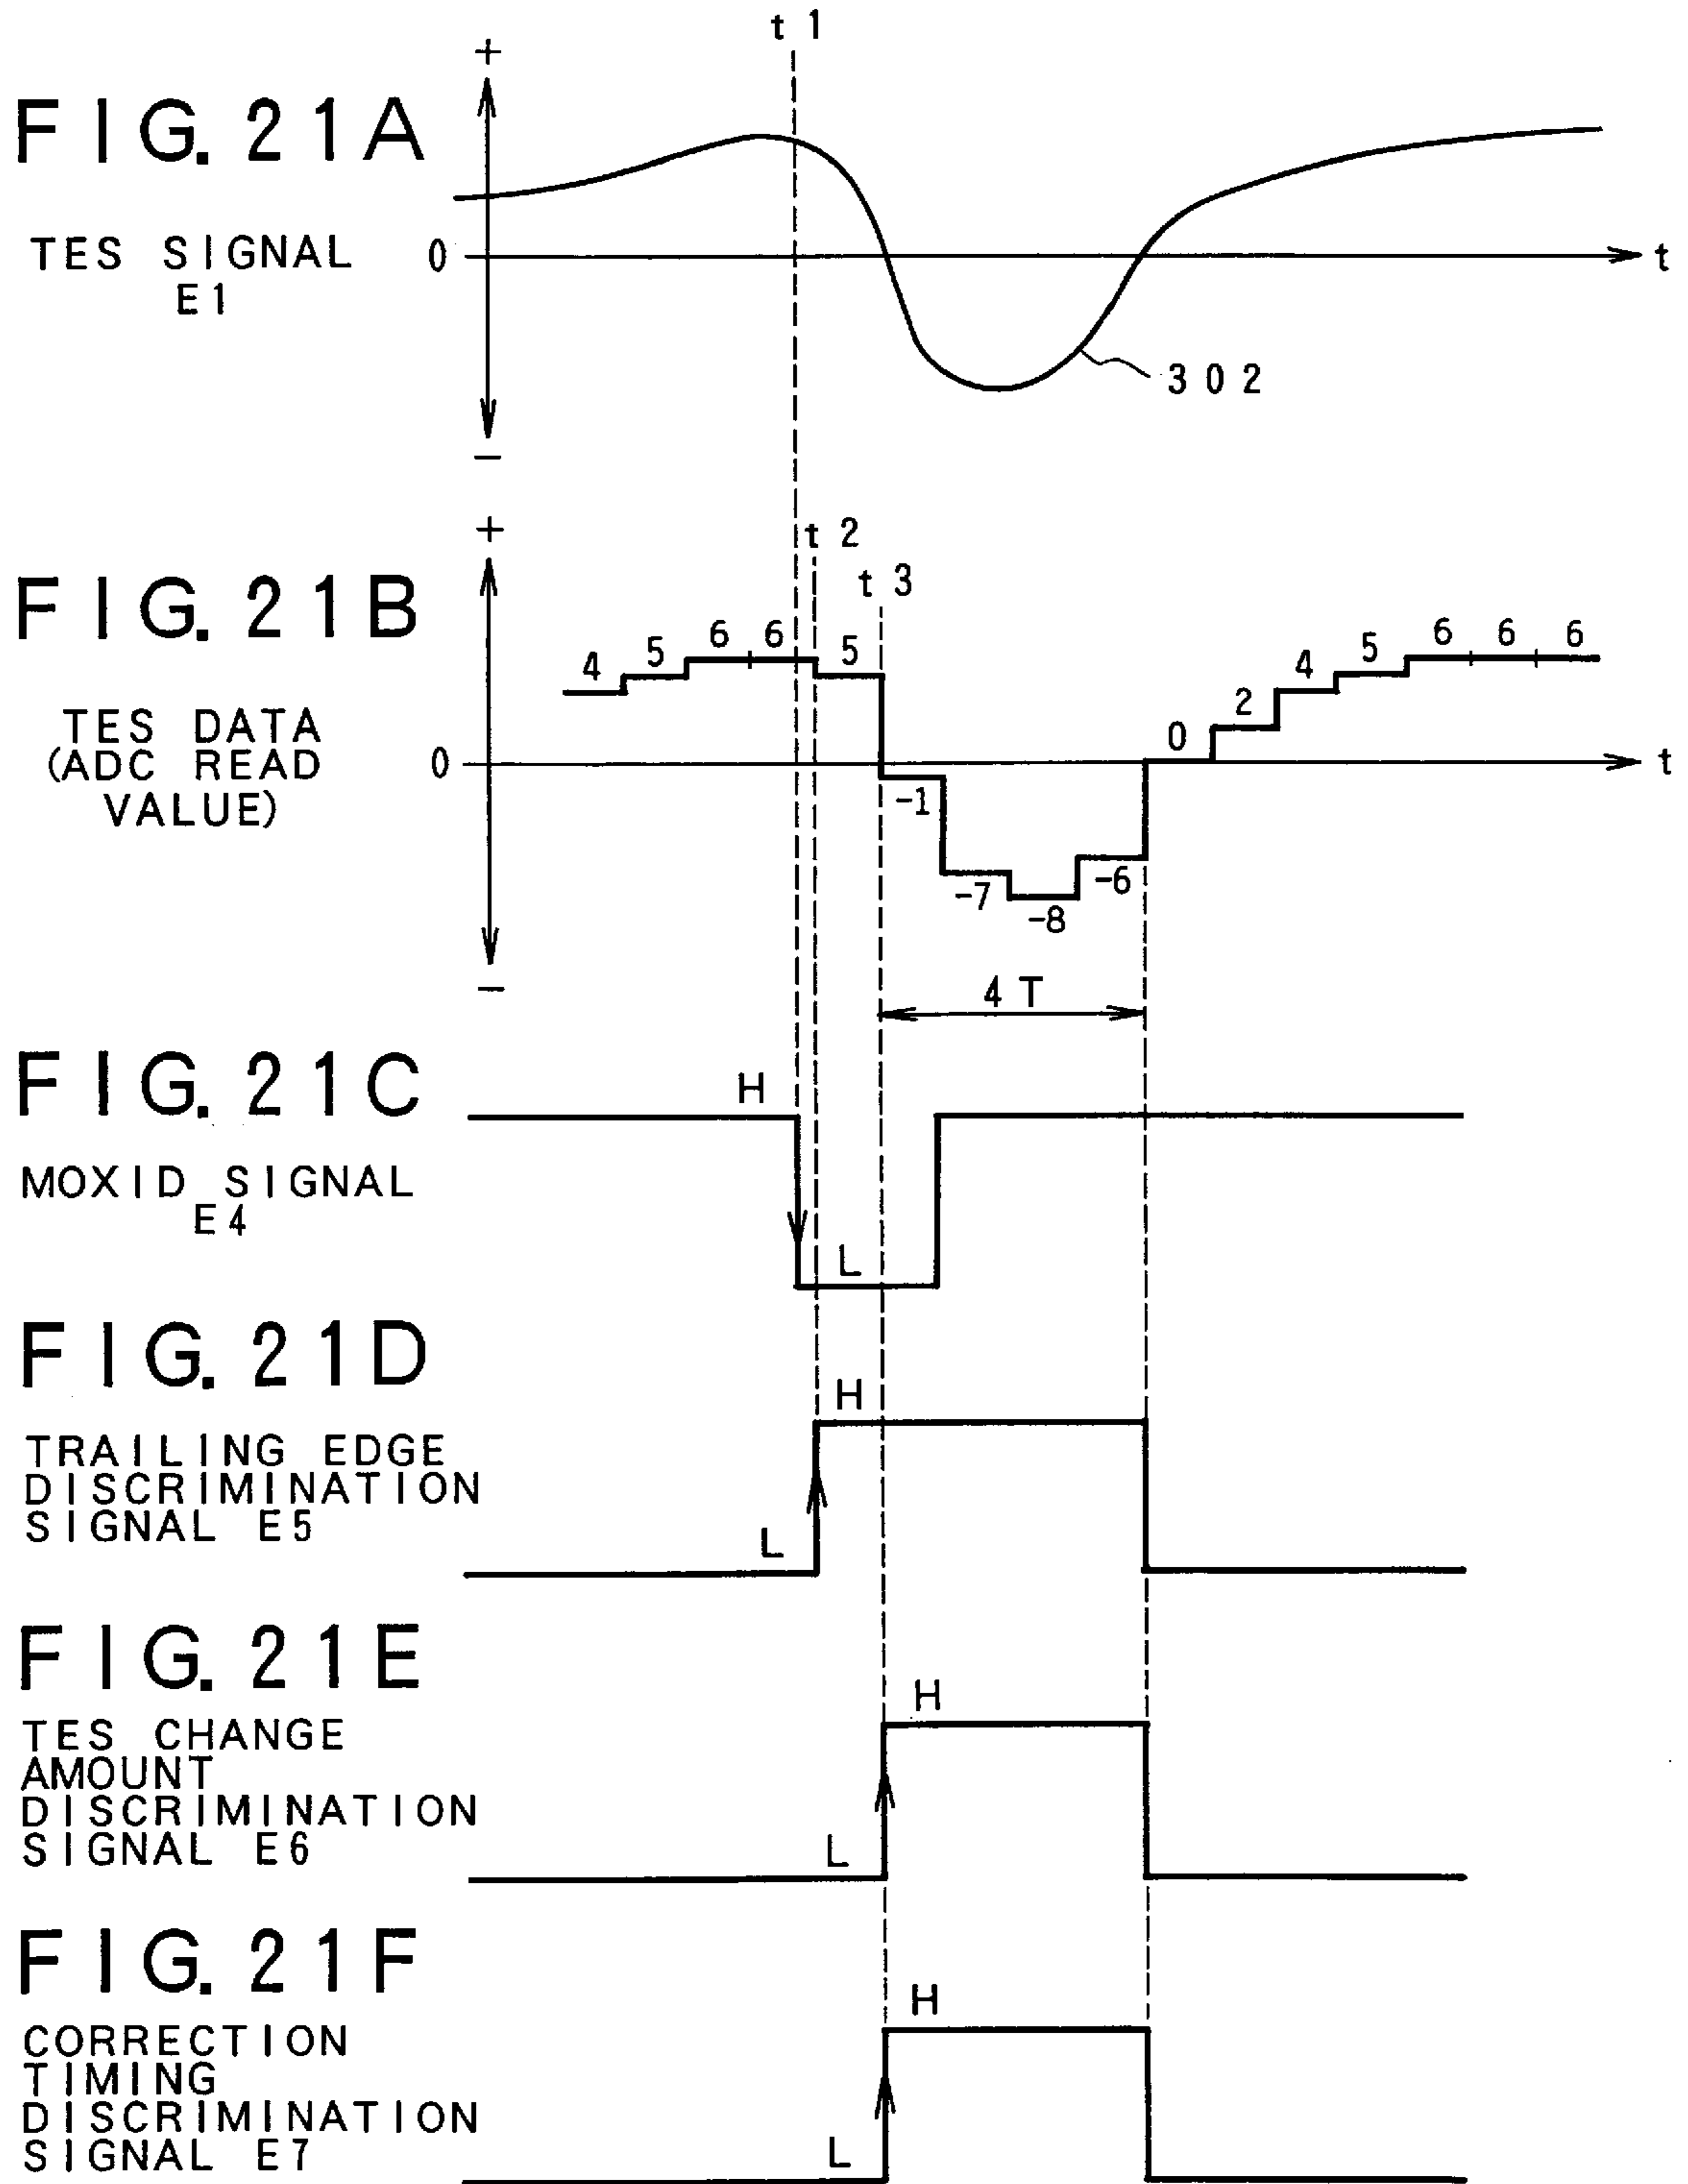 t 1
+
FIG. 21A
TES SIGNAL
E1
0
t
302
−
+
t 2
t 3
FIG. 21B
4 5 6 6 5 4 5 6 6 6
2
0
TES DATA
(ADC READ
VALUE)
0
t
-1
-7
-8
-6
−
4T
FIG. 21C
H
MOXID SIGNAL
E4
L
FIG. 21D
H
TRAILING EDGE
DISCRIMINATION
SIGNAL E5
L
FIG. 21E
H
TES CHANGE
AMOUNT
DISCRIMINATION
SIGNAL E6
L
FIG. 21F
H
CORRECTION
TIMING
DISCRIMINATION
SIGNAL E7
L